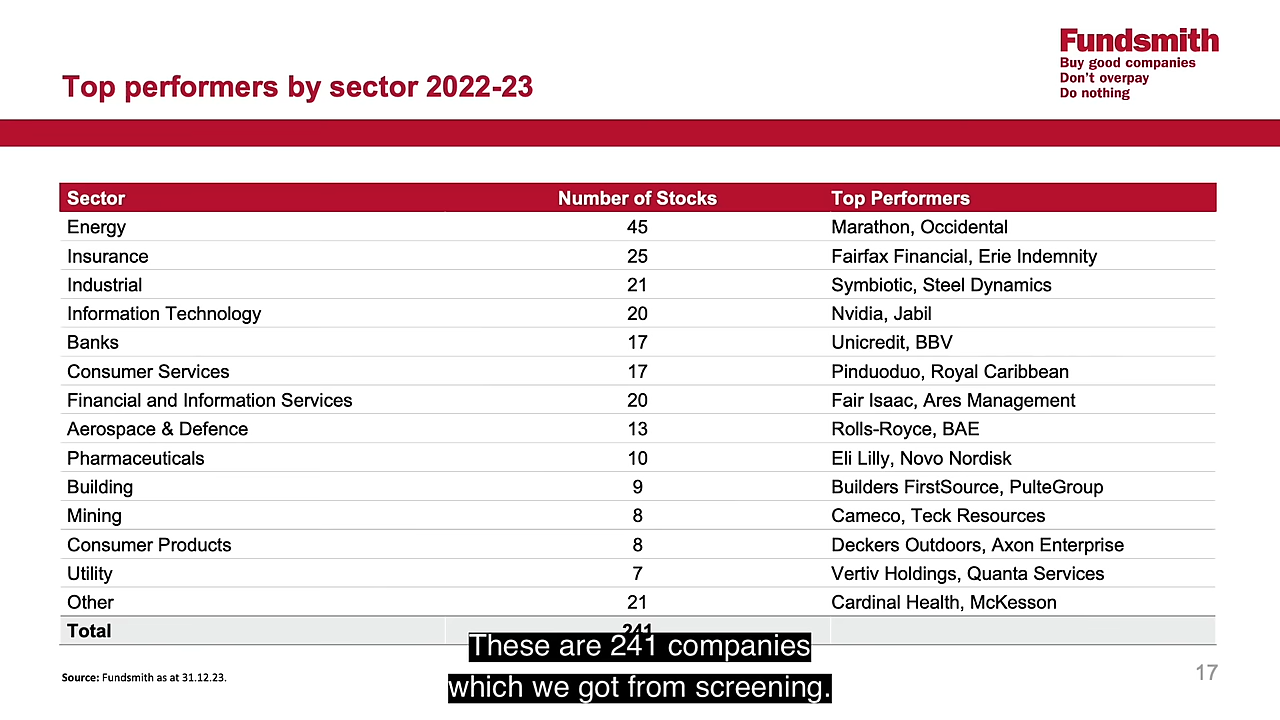 Fundsmith
Buy good companies
Don't overpay
Do nothing
Top performers by sector 2022-23
Sector Number of Stocks Top Performers
Energy 45 Marathon, Occidental
Insurance 25 Fairfax Financial, Erie Indemnity
Industrial 21 Symbiotic, Steel Dynamics
Information Technology 20 Nvidia, Jabil
Banks 17 Unicredit, BBV
Consumer Services 17 Pinduoduo, Royal Caribbean
Financial and Information Services 20 Fair Isaac, Ares Management
Aerospace & Defence 13 Rolls-Royce, BAE
Pharmaceuticals 10 Eli Lilly, Novo Nordisk
Building 9 Builders FirstSource, PulteGroup
Mining 8 Cameco, Teck Resources
Consumer Products 8 Deckers Outdoors, Axon Enterprise
Utility 7 Vertiv Holdings, Quanta Services
Other 21 Cardinal Health, McKesson
Total 241
These are 241 companies
which we got from screening.
Source: Fundsmith as at 31.12.23.
17